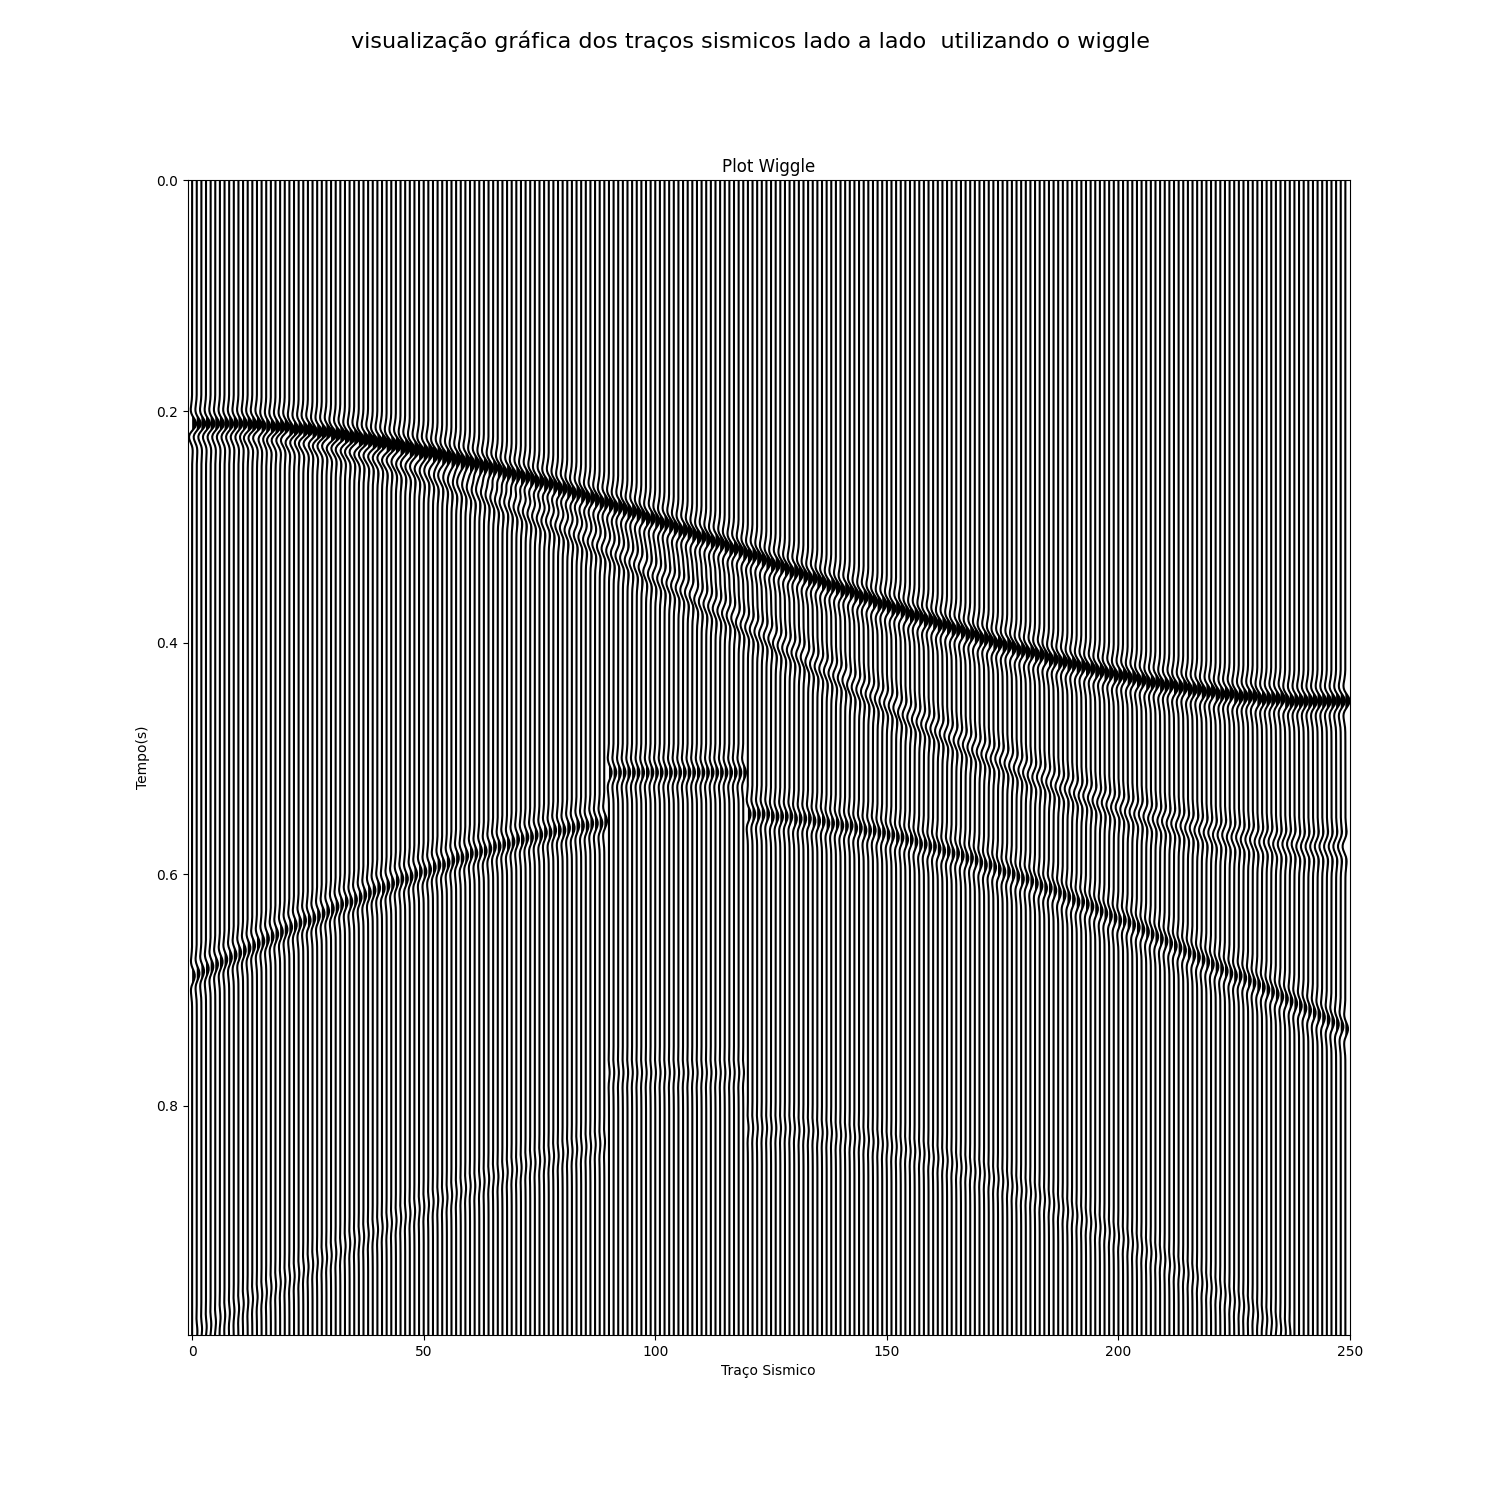 visualização gráfica dos traços sismicos lado a lado  utilizando o wiggle
Plot Wiggle
0.0
0.2
0.4
0.6
0.8
Tempo(s)
0 50 100 150 200 250
Traço Sismico